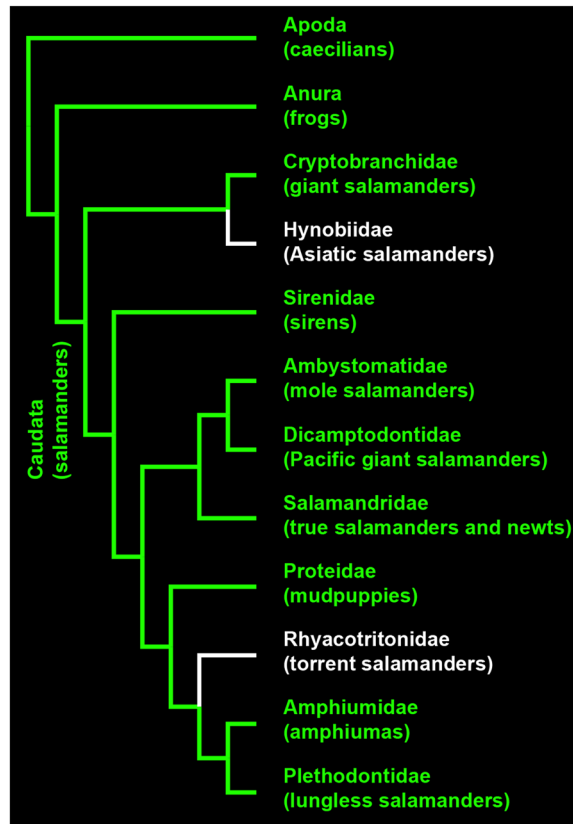 Apoda
(caecilians)
Anura
(frogs)
Cryptobranchidae
(giant salamanders)
Hynobiidae
(Asiatic salamanders)
Sirenidae
(sirens)
Ambystomatidae
(mole salamanders)
Dicamptodontidae
(Pacific giant salamanders)
Salamandridae
(true salamanders and newts)
Proteidae
(mudpuppies)
Rhyacotritonidae
(torrent salamanders)
Amphiumidae
(amphiumas)
Plethodontidae
(lungless salamanders)
Caudata
(salamanders)